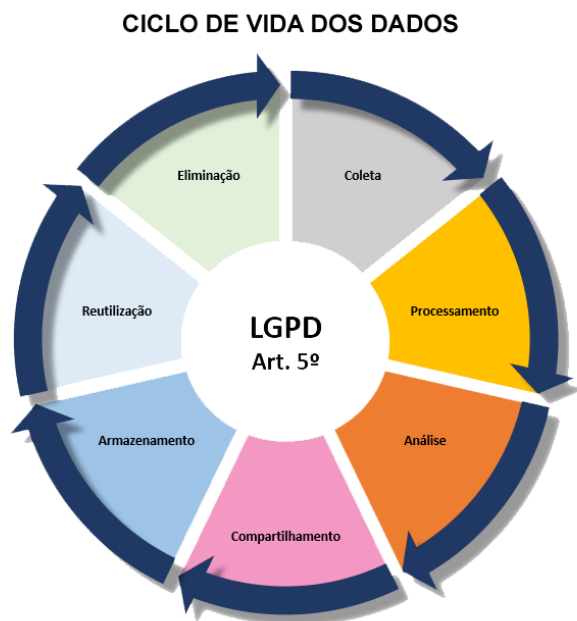 CICLO DE VIDA DOS DADOS
Eliminação
Coleta
Reutilização
Processamento
LGPD
Art. 5º
Armazenamento
Análise
Compartilhamento